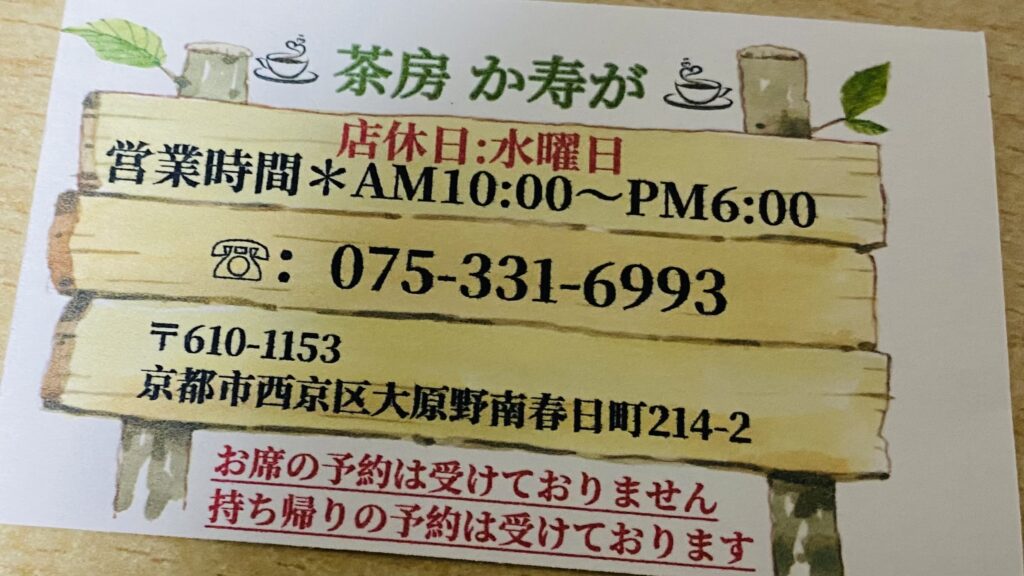 茶房 か寿が
店休日:水曜日
営業時間＊AM10:00～PM6:00
☏: 075-331-6993
〒610-1153
京都市西京区大原野南春日町214-2
お席の予約は受けておりません
持ち帰りの予約は受けております